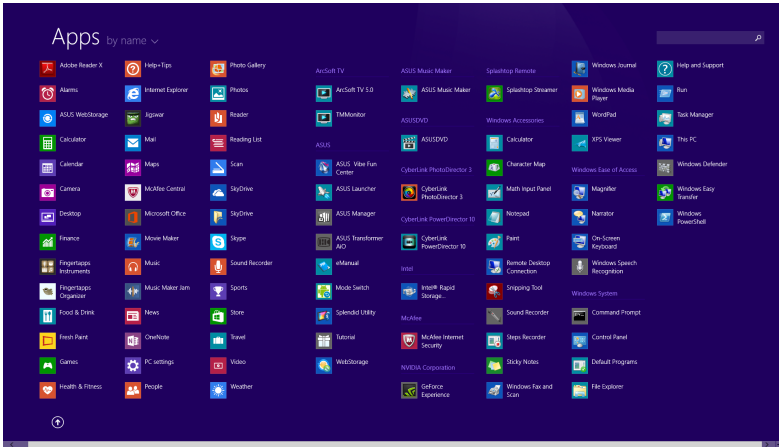 Apps by name
Adobe Reader X
Alarms
ASUS WebStorage
Calculator
Calendar
Camera
Desktop
Finance
Fingertapps
Instruments
Fingertapps
Organizer
Food & Drink
Fresh Paint
Games
Health & Fitness
Help+Tips
Internet Explorer
Jigswar
Mail
Maps
McAfee Central
Microsoft Office
Movie Maker
Music
Music Maker Jam
News
OneNote
PC settings
People
Photo Gallery
Photos
Reader
Reading List
Scan
SkyDrive
SkyDrive
Skype
Sound Recorder
Sports
Store
Travel
Video
Weather
ArcSoft TV
ArcSoft TV 5.0
TMMonitor
ASUS
ASUS Vibe Fun
Center
ASUS Launcher
ASUS Manager
ASUS Transformer
AiO
eManual
Mode Switch
Splendid Utility
Tutorial
WebStorage
ASUS Music Maker
ASUS Music Maker
ASUSDVD
ASUSDVD
CyberLink PhotoDirector 3
CyberLink
PhotoDirector 3
CyberLink PowerDirector 10
CyberLink
PowerDirector 10
Intel
Intel® Rapid
Storage...
McAfee
McAfee Internet
Security
NVIDIA Corporation
GeForce
Experience
Splashtop Remote
Splashtop Streamer
Windows Accessories
Calculator
Character Map
Math Input Panel
Notepad
Paint
Remote Desktop
Connection
Snipping Tool
Sound Recorder
Steps Recorder
Sticky Notes
Windows Fax and
Scan
Windows Journal
Windows Media
Player
WordPad
XPS Viewer
Windows Ease of Access
Magnifier
Narrator
On-Screen
Keyboard
Windows Speech
Recognition
Windows System
Command Prompt
Control Panel
Default Programs
File Explorer
Help and Support
Run
Task Manager
This PC
Windows Defender
Windows Easy
Transfer
Windows
PowerShell